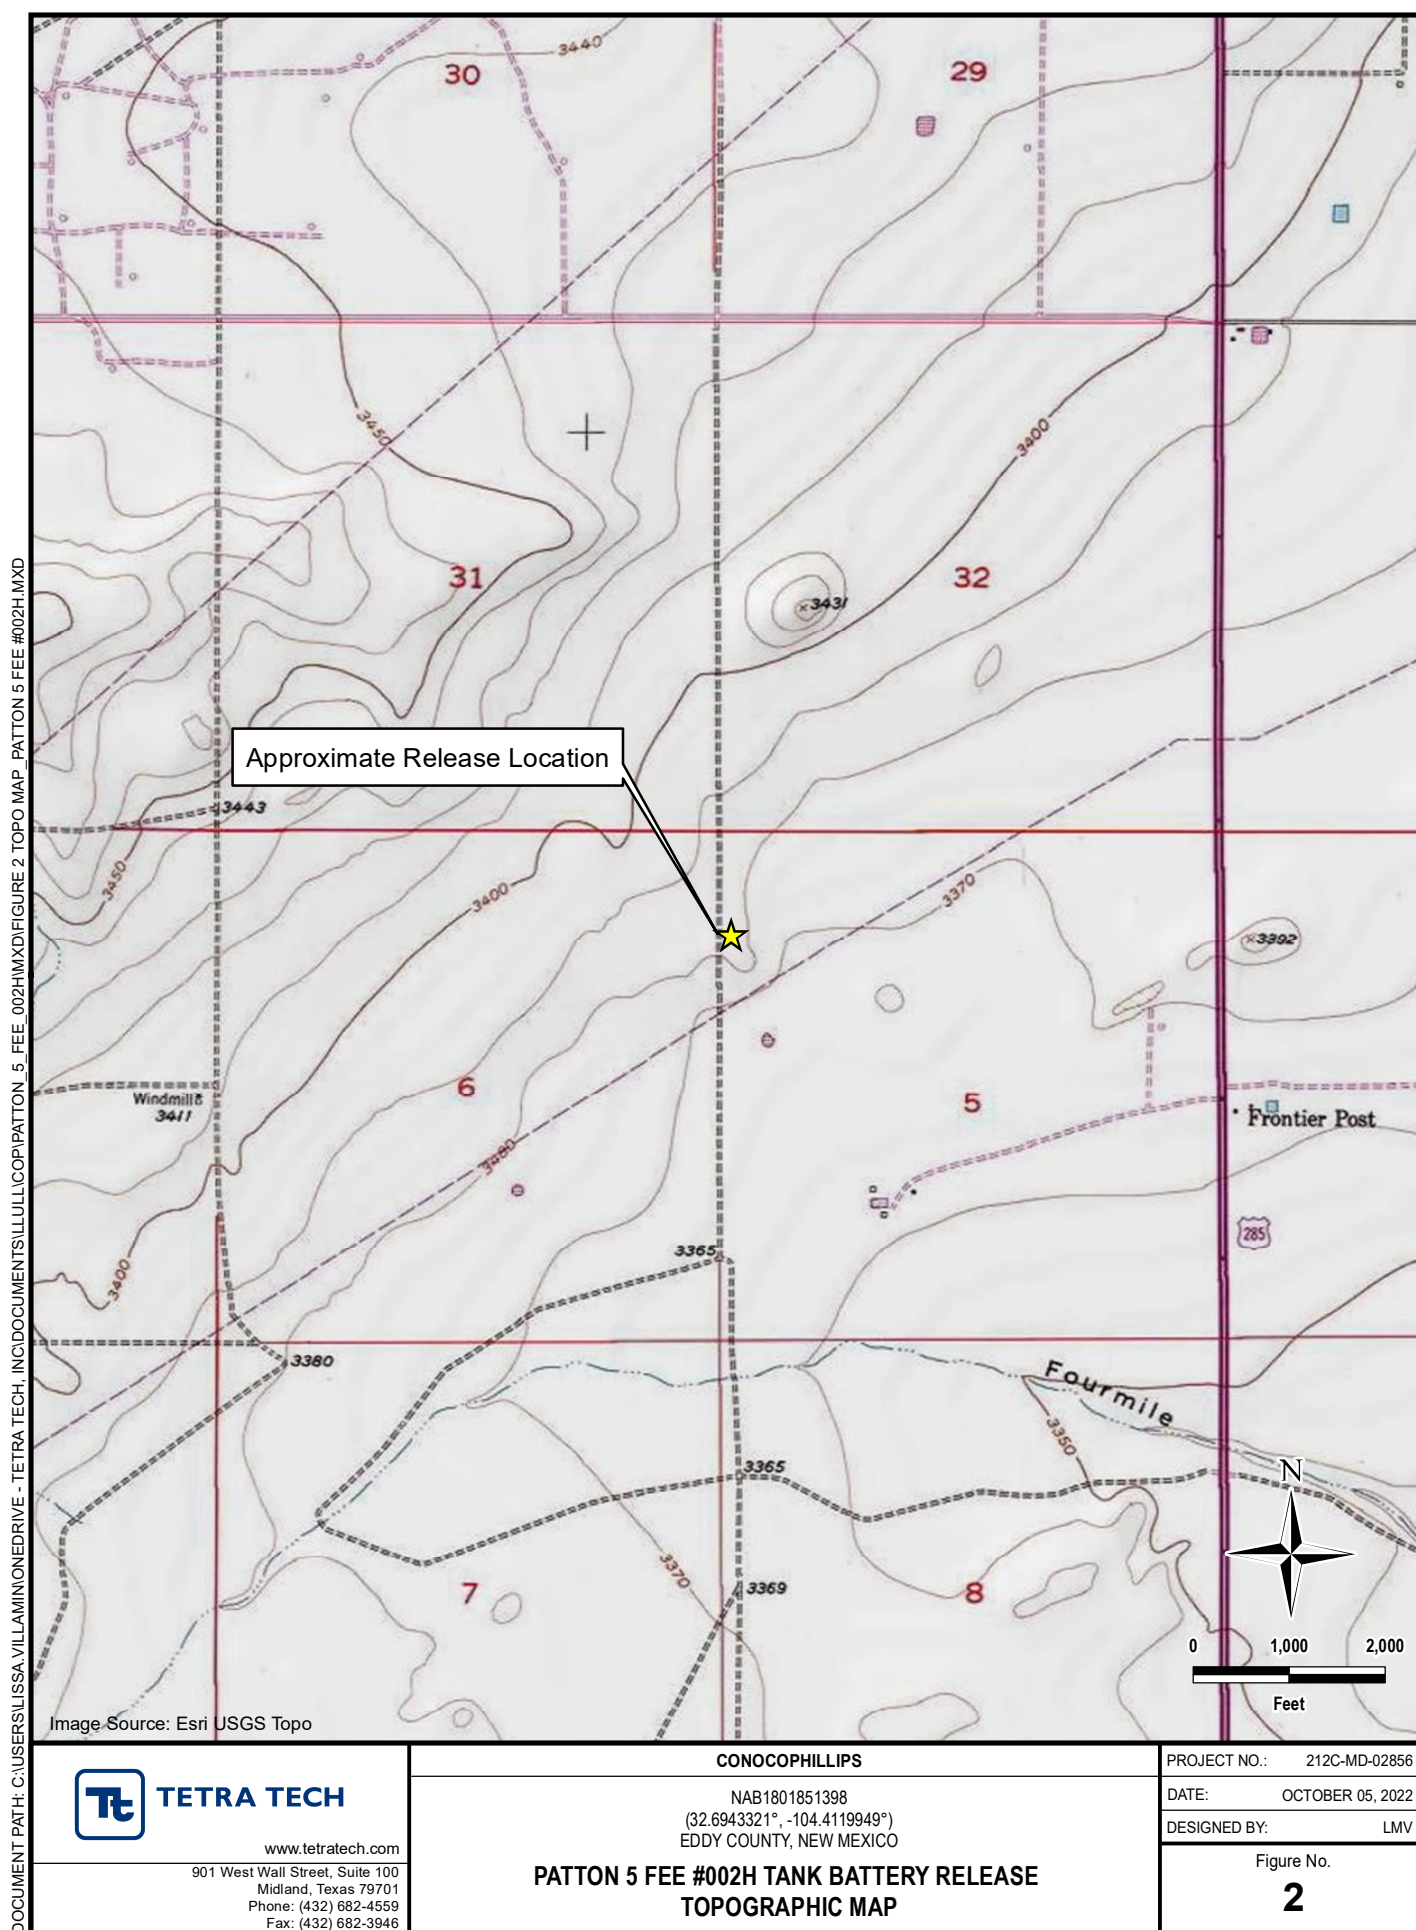 3440
30
29
3450
3400
31
32
3431
Approximate Release Location
3443
3450
3400
3370
3392
Windmill
3411
6
5
Frontier Post
3480
285
3400
3365
3380
Fourmile
3350
3365
3370
3369
7
8
N
0 1,000 2,000
Feet
Image Source: Esri USGS Topo
DOCUMENT PATH: C:\USERS\LISSA.VILLAMIN\ONEDRIVE - TETRA TECH, INC\DOCUMENTS\LLULL\COP\PATTON_5_FEE_002H\MXD\FIGURE 2 TOPO MAP_PATTON 5 FEE #002H.MXD
Tt TETRA TECH
www.tetratech.com
901 West Wall Street, Suite 100
Midland, Texas 79701
Phone: (432) 682-4559
Fax: (432) 682-3946
CONOCOPHILLIPS
NAB1801851398
(32.6943321°, -104.4119949°)
EDDY COUNTY, NEW MEXICO
PATTON 5 FEE #002H TANK BATTERY RELEASE
TOPOGRAPHIC MAP
PROJECT NO.: 212C-MD-02856
DATE: OCTOBER 05, 2022
DESIGNED BY: LMV
Figure No.
2